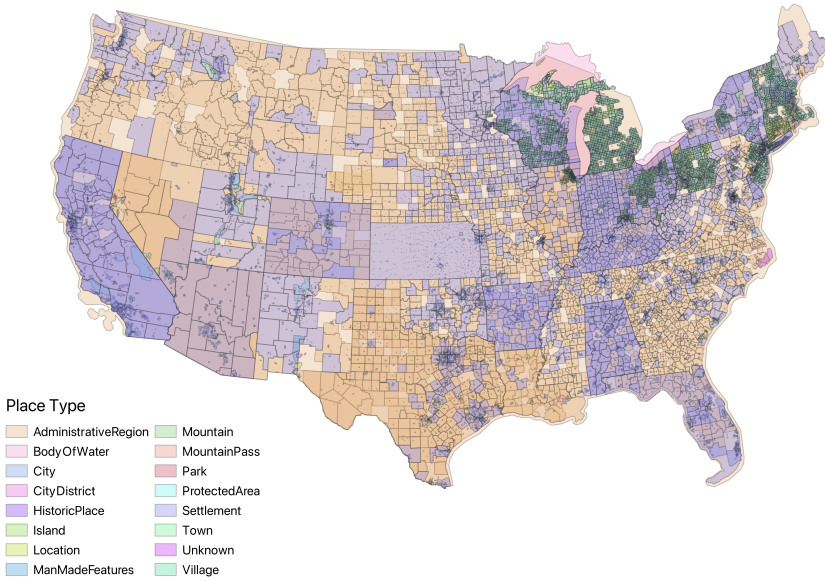 Place Type
AdministrativeRegion
BodyOfWater
City
CityDistrict
HistoricPlace
Island
Location
ManMadeFeatures
Mountain
MountainPass
Park
ProtectedArea
Settlement
Town
Unknown
Village